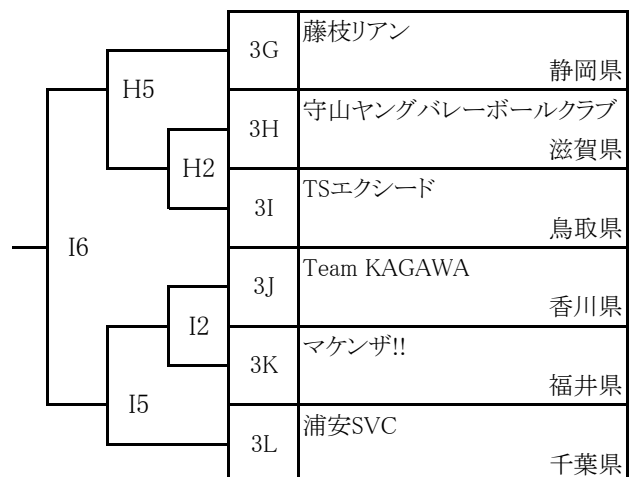 3G
藤枝リアン
静岡県
H5
3H
守山ヤングバレーボールクラブ
滋賀県
H2
3I
TSエクシード
鳥取県
I6
3J
Team KAGAWA
香川県
I2
3K
マケンザ!!
福井県
I5
3L
浦安SVC
千葉県